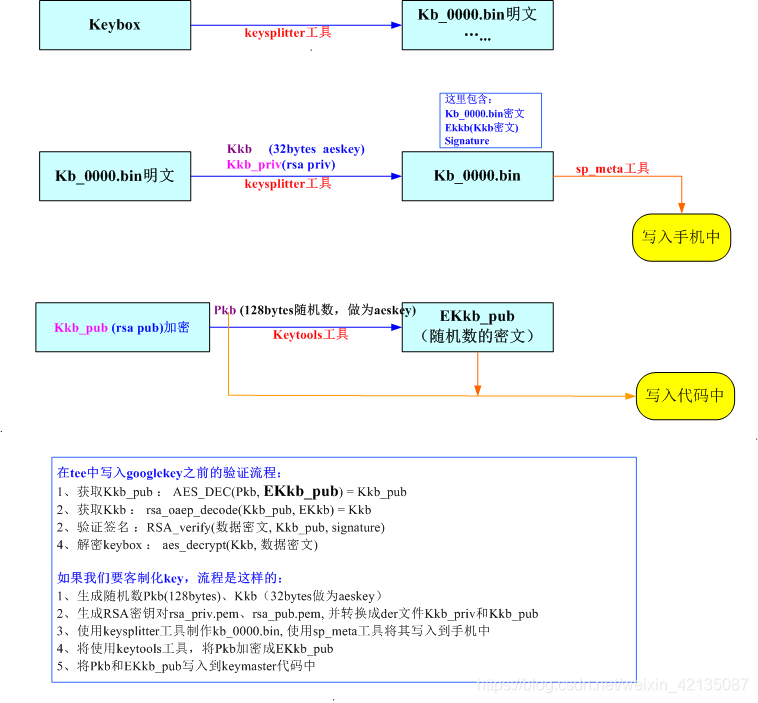 Keybox
keysplitter工具
Kb_0000.bin明文
…...
这里包含：
Kb_0000.bin密文
Ekkb(Kkb密文)
Signature
Kb_0000.bin明文
Kkb (32bytes aeskey)
Kkb_priv(rsa priv)
keysplitter工具
Kb_0000.bin
sp_meta工具
写入手机中
Kkb_pub (rsa pub)加密
Pkb (128bytes随机数，做为aeskey)
Keytools工具
EKkb_pub
（随机数的密文）
写入代码中
在tee中写入googlekey之前的验证流程：
1、获取Kkb_pub： AES_DEC(Pkb, EKkb_pub) = Kkb_pub
2、获取Kkb： rsa_oaep_decode(Kkb_pub, EKkb) = Kkb
2、验证签名：RSA_verify(数据密文, Kkb_pub, signature)
4、解密keybox： aes_decrypt(Kkb, 数据密文)
如果我们要客制化key，流程是这样的：
1、生成随机数Pkb(128bytes)、Kkb（32bytes做为aeskey）
2、生成RSA密钥对rsa_priv.pem、rsa_pub.pem, 并转换成der文件Kkb_priv和Kkb_pub
3、使用keysplitter工具制作kb_0000.bin, 使用sp_meta工具将其写入到手机中
4、将使用keytools工具，将Pkb加密成EKkb_pub
5、将Pkb和EKkb_pub写入到keymaster代码中
https://blog.csdn.net/weixin_42135087